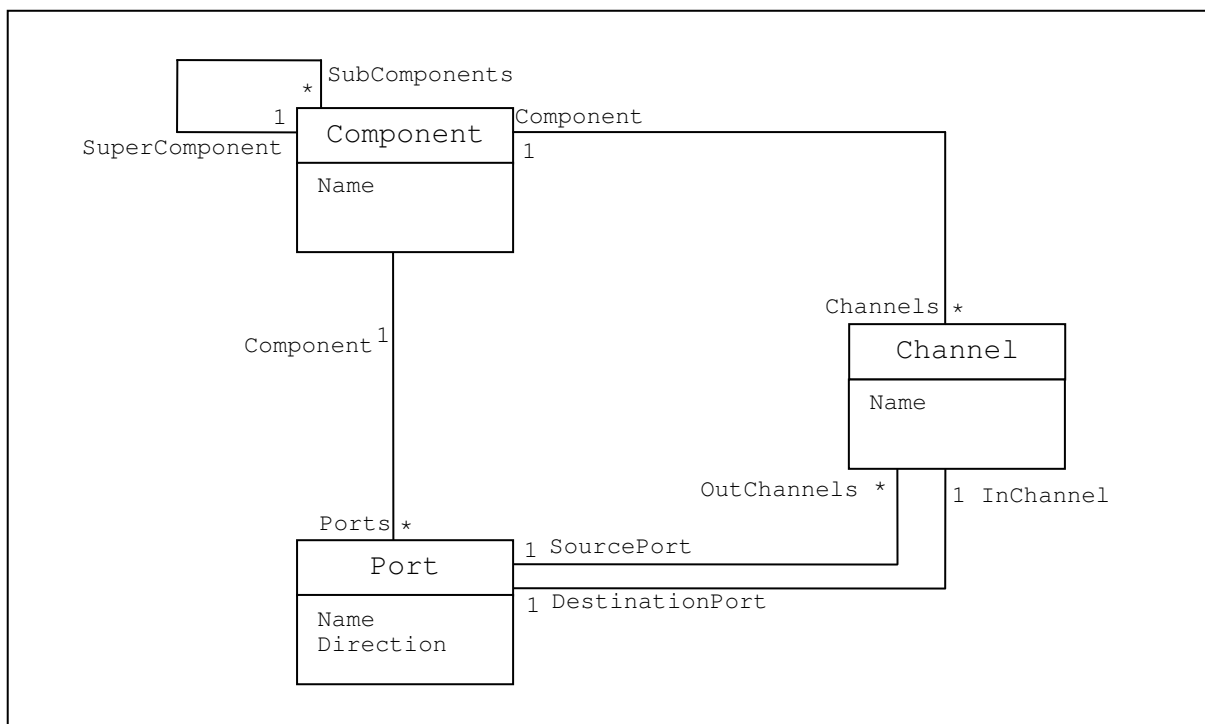 SubComponents
*
1
SuperComponent
Component
Name
Component
1
Component
1
Channels *
Channel
Name
OutChannels *
1 InChannel
Ports *
Port
Name
Direction
1 SourcePort
1 DestinationPort